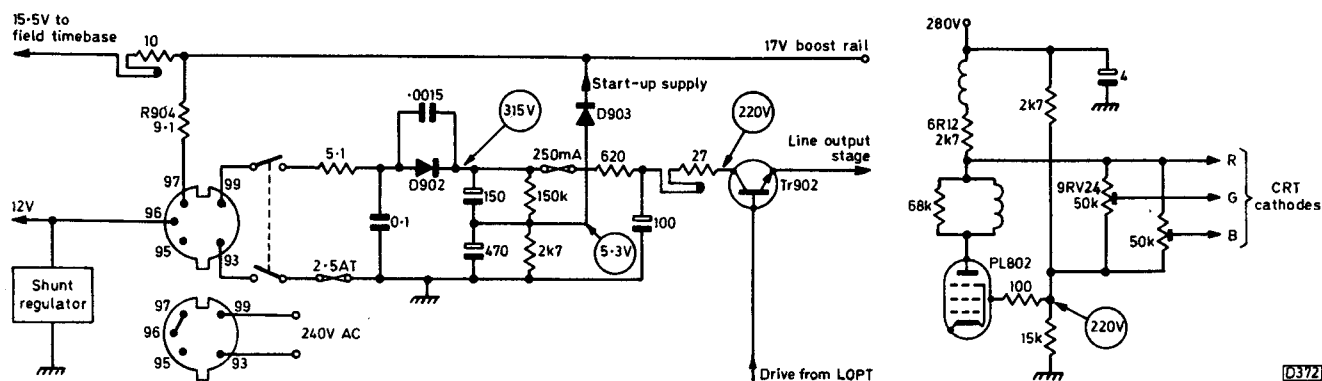 15·5V to
field timebase
10
17V boost rail
R904
9·1
·0015
315V
Start-up supply
D903
220V
Line output
stage
97
99
5·1
D902
250mA
620
27
Tr902
12V
96
95
93
0·1
150
150k
100
470
2k7
5·3V
2·5AT
Shunt
regulator
97
99
96
95
93
240V AC
Drive from LOPT
280V
4
2k7
6R12
2k7
R
G
B
CRT
cathodes
68k
9RV24
50k
50k
PL802
100
220V
15k
D372